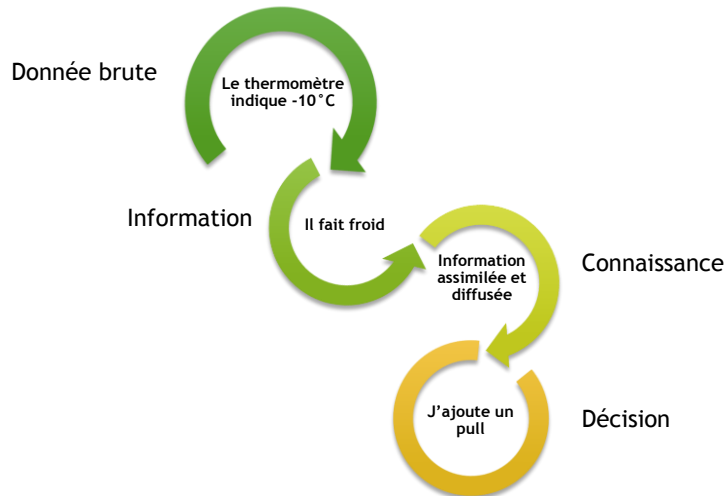 Donnée brute
Le thermomètre
indique -10°C
Information
Il fait froid
Information
assimilée et
diffusée
Connaissance
J’ajoute un
pull
Décision